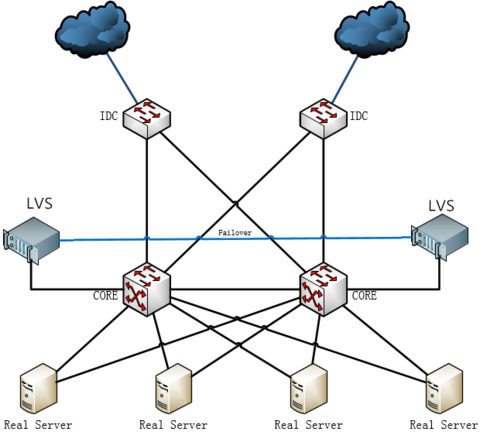 IDC
IDC
LVS
LVS
Failover
CORE
CORE
Real Server
Real Server
Real Server
Real Server